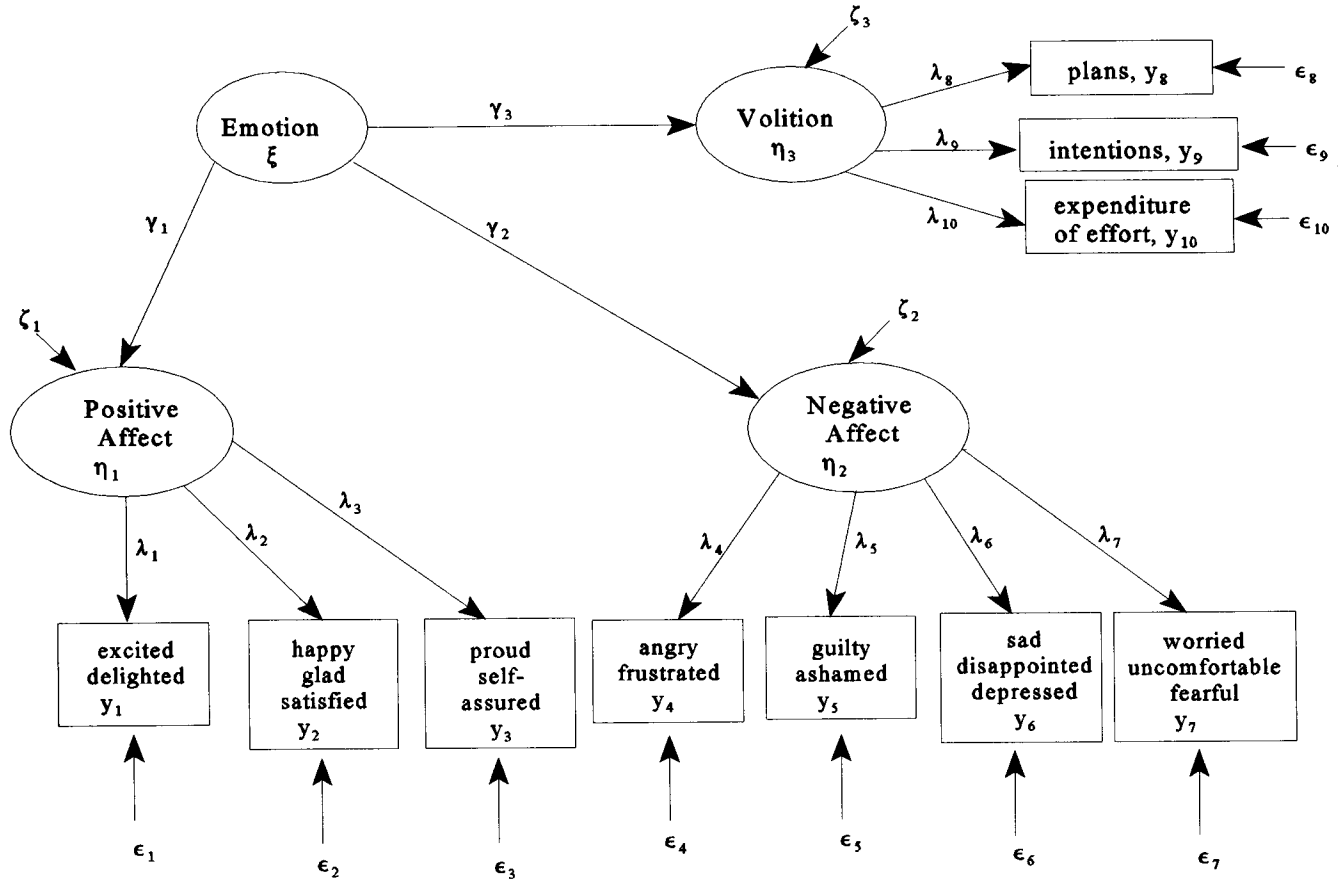 ζ₃
Emotion
ξ
γ₃
Volition
η₃
λ₈
plans, y₈
ϵ₈
λ₉
intentions, y₉
ϵ₉
λ₁₀
expenditure
of effort, y₁₀
ϵ₁₀
γ₁
γ₂
ζ₁
ζ₂
Positive
Affect
η₁
Negative
Affect
η₂
λ₁
λ₂
λ₃
λ₄
λ₅
λ₆
λ₇
excited
delighted
y₁
happy
glad
satisfied
y₂
proud
self-
assured
y₃
angry
frustrated
y₄
guilty
ashamed
y₅
sad
disappointed
depressed
y₆
worried
uncomfortable
fearful
y₇
ϵ₁
ϵ₂
ϵ₃
ϵ₄
ϵ₅
ϵ₆
ϵ₇